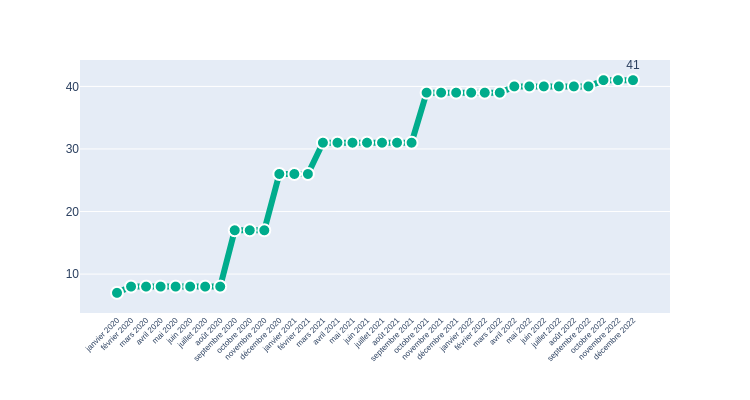 41
40
30
20
10
janvier 2020
février 2020
mars 2020
avril 2020
mai 2020
juin 2020
juillet 2020
août 2020
septembre 2020
octobre 2020
novembre 2020
décembre 2020
janvier 2021
février 2021
mars 2021
avril 2021
mai 2021
juin 2021
juillet 2021
août 2021
septembre 2021
octobre 2021
novembre 2021
décembre 2021
janvier 2022
février 2022
mars 2022
avril 2022
mai 2022
juin 2022
juillet 2022
août 2022
septembre 2022
octobre 2022
novembre 2022
décembre 2022